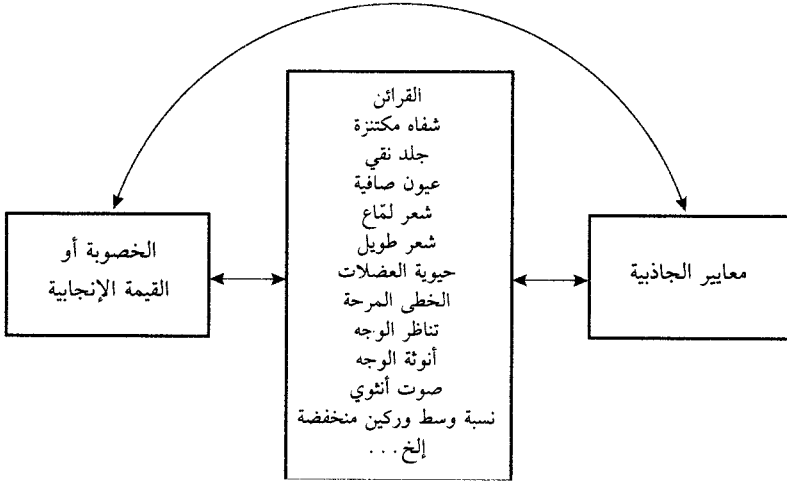 القرائن
شفاه مكتنزة
جلد نقي
عيون صافية
شعر لمّاع
شعر طويل
حيوية العضلات
الخطى المرحة
تناظر الوجه
أنوثة الوجه
صوت أنثوي
نسبة وسط وركين منخفضة
إلخ...
معايير الجاذبية
الخصوبة أو
القيمة الإنجابية